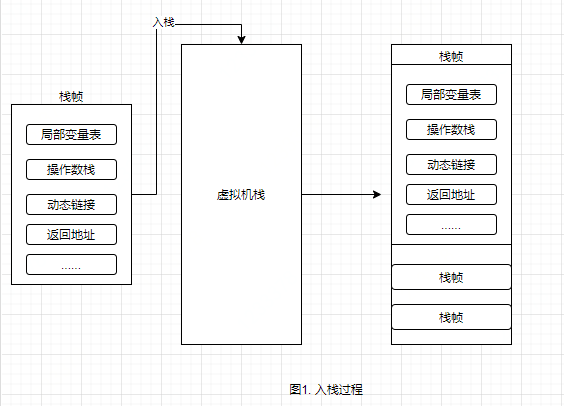 入栈
栈帧
局部变量表
操作数栈
动态链接
返回地址
……
虚拟机栈
栈帧
局部变量表
操作数栈
动态链接
返回地址
……
栈帧
栈帧
图1. 入栈过程